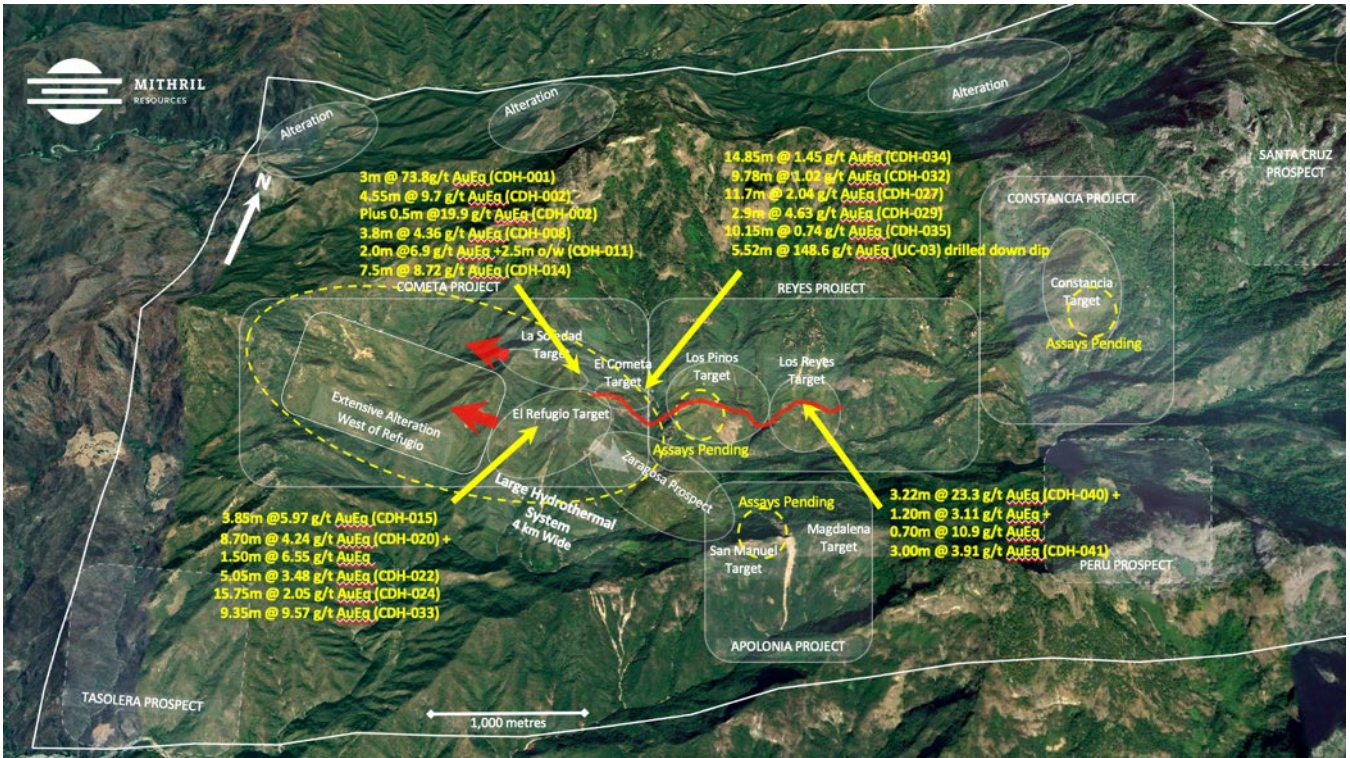 MITHRIL
RESOURCES
Alteration
Alteration
Alteration
SANTA CRUZ
PROSPECT
N
3m @ 73.8g/t AuEq (CDH-001)
4.55m @ 9.7 g/t AuEq (CDH-002)
Plus 0.5m @19.9 g/t AuEq (CDH-002)
3.8m @ 4.36 g/t AuEq (CDH-008)
2.0m @6.9 g/t AuEq +2.5m o/w (CDH-011)
7.5m @ 8.72 g/t AuEq (CDH-014)
14.85m @ 1.45 g/t AuEq (CDH-034)
9.78m @ 1.02 g/t AuEq (CDH-032)
11.7m @ 2.04 g/t AuEq (CDH-027)
2.9m @ 4.63 g/t AuEq (CDH-029)
10.15m @ 0.74 g/t AuEq (CDH-035)
5.52m @ 148.6 g/t AuEq (UC-03) drilled down dip
CONSTANCIA PROJECT
Constancia
Target
Assays Pending
COMETA PROJECT
REYES PROJECT
La Soledad
Target
El Cometa
Target
Los Pinos
Target
Los Reyes
Target
Extensive Alteration
West of Refugio
El Refugio Target
Assays Pending
Zaragosa Prospect
Large Hydrothermal
System
4 km Wide
3.85m @5.97 g/t AuEq (CDH-015)
8.70m @ 4.24 g/t AuEq (CDH-020) +
1.50m @ 6.55 g/t AuEq
5.05m @ 3.48 g/t AuEq (CDH-022)
15.75m @ 2.05 g/t AuEq (CDH-024)
9.35m @ 9.57 g/t AuEq (CDH-033)
Assays Pending
San Manuel
Target
Magdalena
Target
APOLONIA PROJECT
3.22m @ 23.3 g/t AuEq (CDH-040) +
1.20m @ 3.11 g/t AuEq +
0.70m @ 10.9 g/t AuEq
3.00m @ 3.91 g/t AuEq (CDH-041)
PERU PROSPECT
TASOLERA PROSPECT
1,000 metres